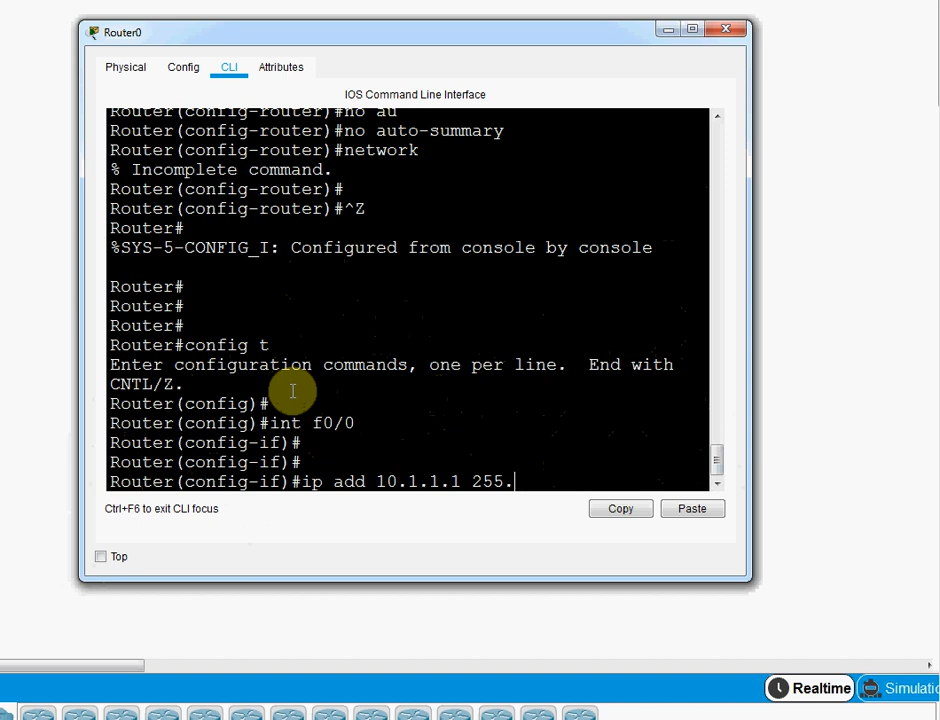 Router0
Physical Config CLI Attributes
IOS Command Line Interface
Router(config-router)#no au
Router(config-router)#no auto-summary
Router(config-router)#network
% Incomplete command.
Router(config-router)#
Router(config-router)#^Z
Router#
%SYS-5-CONFIG_I: Configured from console by console
Router#
Router#
Router#
Router#config t
Enter configuration commands, one per line.  End with
CNTL/Z.
Router(config)#
Router(config)#int f0/0
Router(config-if)#
Router(config-if)#
Router(config-if)#ip add 10.1.1.1 255.
Ctrl+F6 to exit CLI focus
Copy Paste
Top
Realtime Simulatio